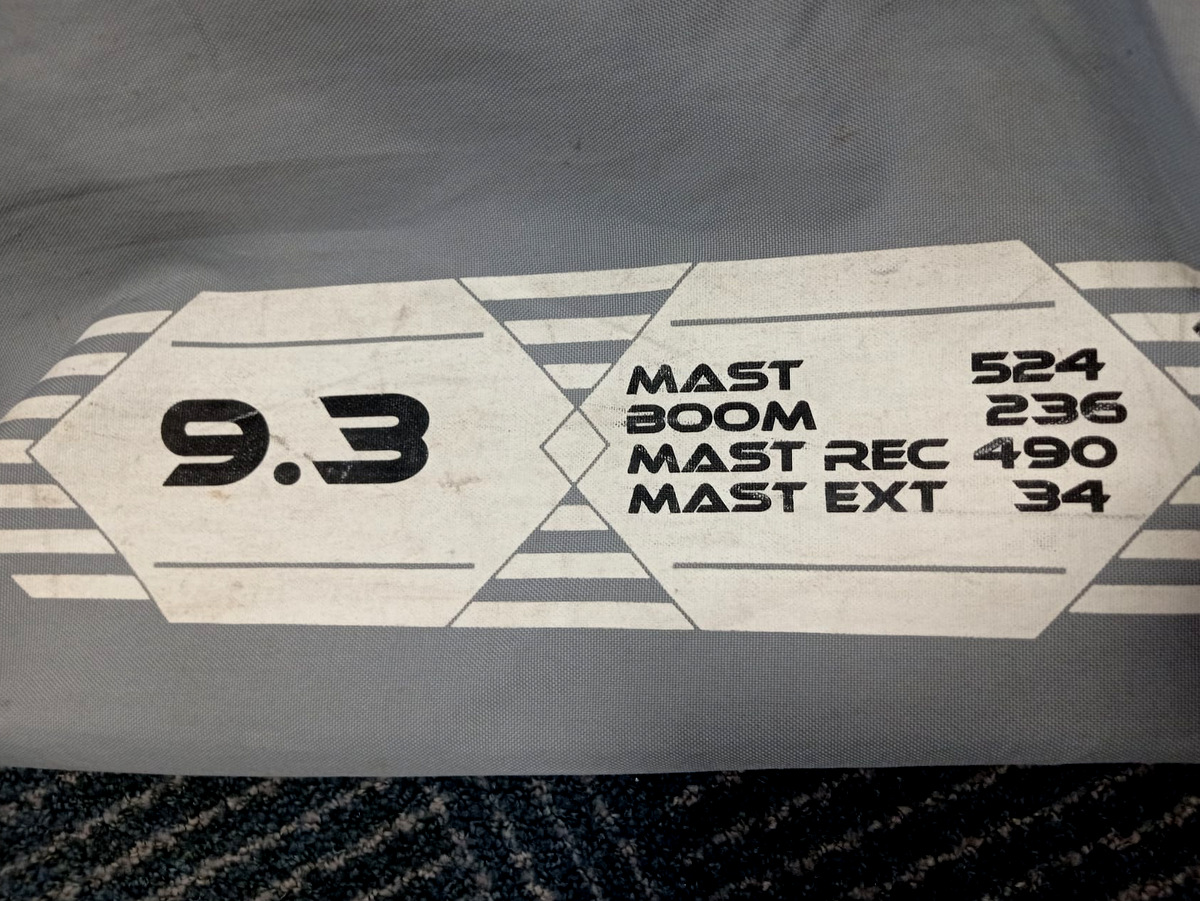 9.3
MAST 524
BOOM 236
MAST REC 490
MAST EXT 34